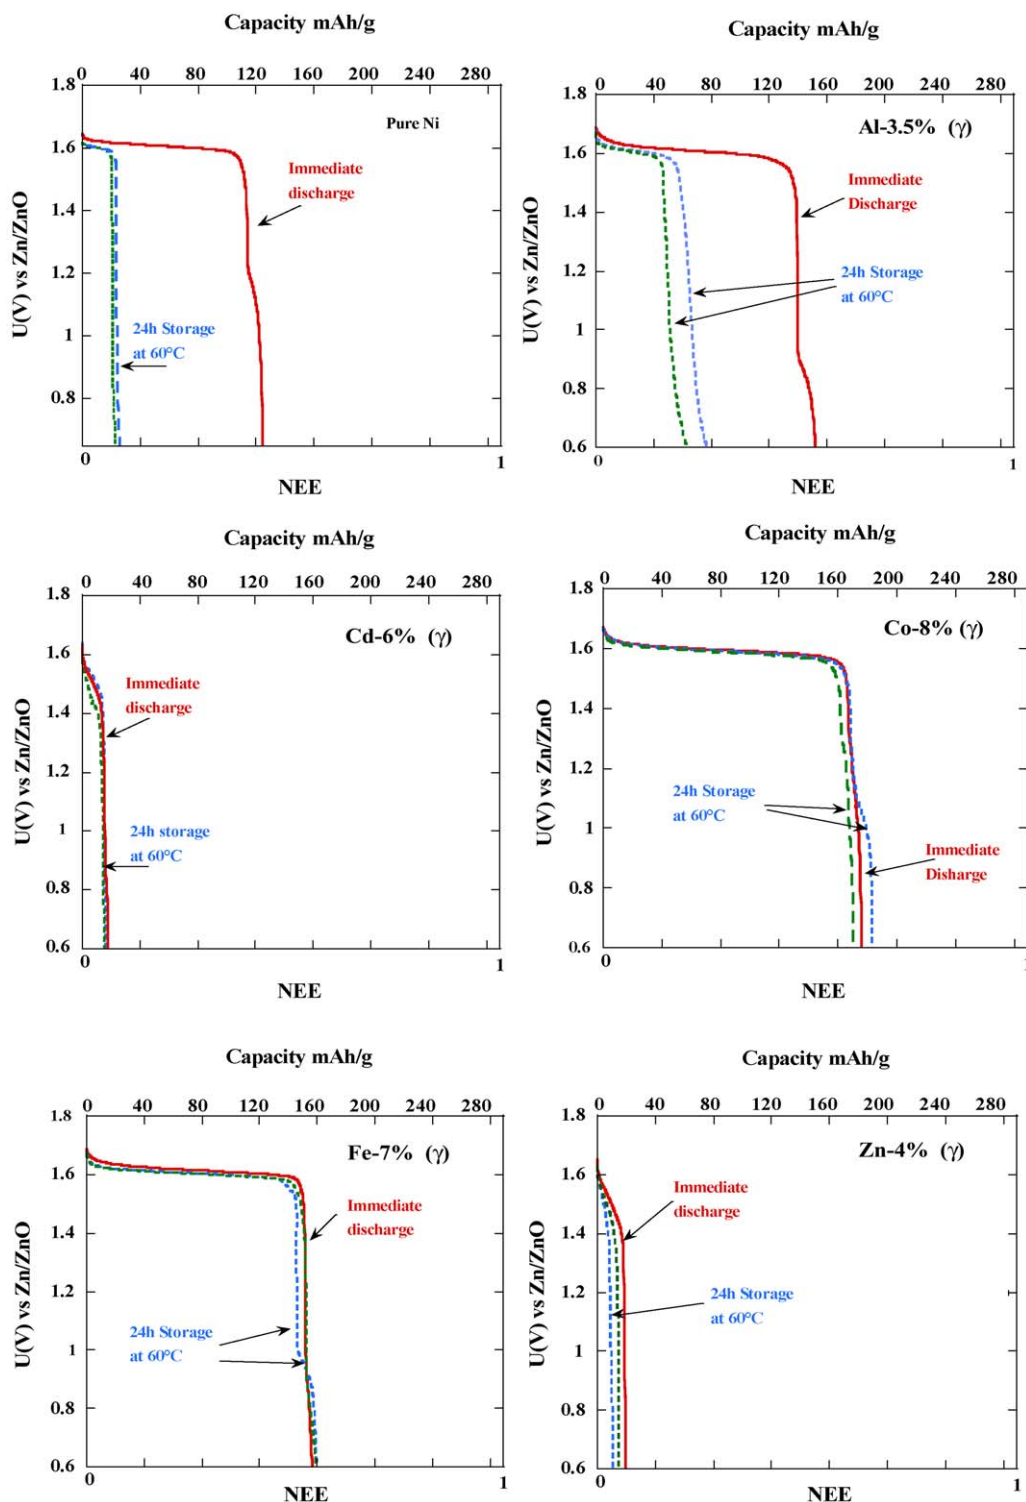 Capacity mAh/g
0 40 80 120 160 200 240 280
1.8
1.6
1.4
1.2
1
0.8
U(V) vs Zn/ZnO
Pure Ni
Immediate
discharge
24h Storage
at 60°C
0 1
NEE
Capacity mAh/g
0 40 80 120 140 180 200 240 280
1.8
1.6
1.4
1.2
1
0.8
0.6
U(V) vs Zn/ZnO
Al-3.5% (γ)
Immediate
Discharge
24h Storage
at 60°C
0 1
NEE
Capacity mAh/g
0 40 80 120 160 200 240 280
1.8
1.6
1.4
1.2
1
0.8
0.6
U(V) vs Zn/ZnO
Cd-6% (γ)
Immediate
discharge
24h storage
at 60°C
0 1
NEE
Capacity mAh/g
0 40 80 120 160 200 240 280
1.8
1.6
1.4
1.2
1
0.8
0.6
U(V) vs Zn/ZnO
Co-8% (γ)
24h Storage
at 60°C
Immediate
Disharge
0 1
NEE
Capacity mAh/g
0 40 80 120 160 200 240 280
1.8
1.6
1.4
1.2
1
0.8
0.6
U(V) vs Zn/ZnO
Fe-7% (γ)
Immediate
discharge
24h Storage
at 60°C
0 1
NEE
Capacity mAh/g
0 40 80 120 160 200 240 280
1.8
1.6
1.4
1.2
1
0.8
0.6
U(V) vs Zn/ZnO
Zn-4% (γ)
Immediate
discharge
24h Storage
at 60°C
0 1
NEE